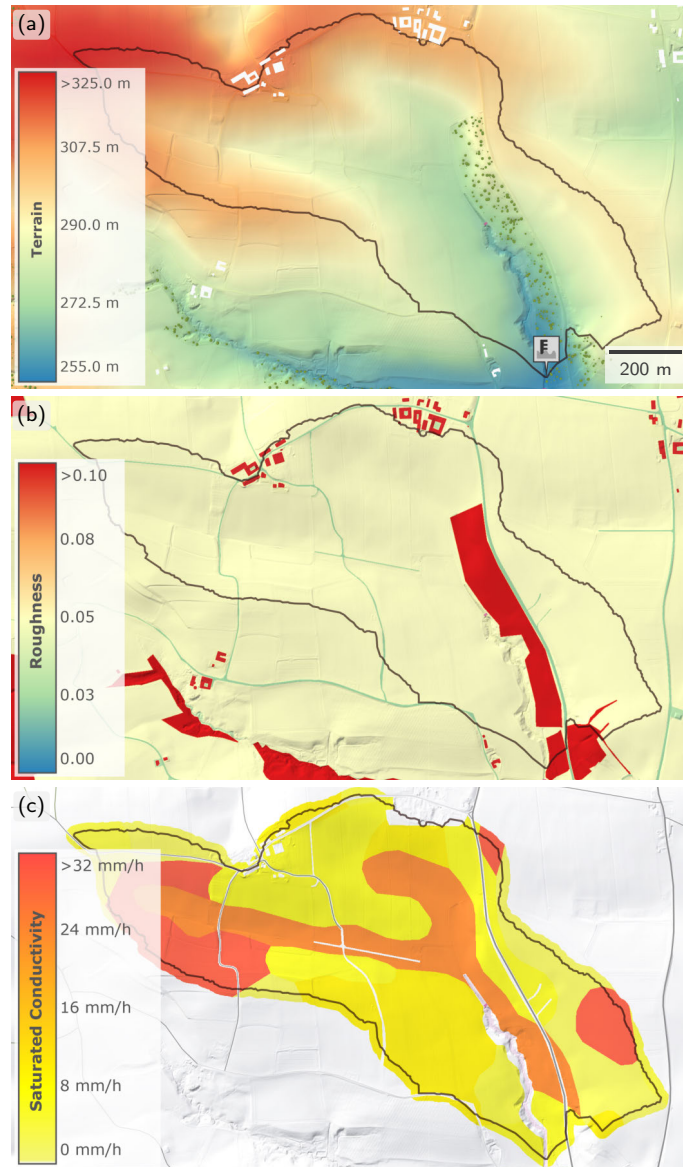 (a)
>325.0 m
307.5 m
290.0 m
272.5 m
255.0 m
Terrain
E
200 m
(b)
>0.10
0.08
0.05
0.03
0.00
Roughness
(c)
>32 mm/h
24 mm/h
16 mm/h
8 mm/h
0 mm/h
Saturated Conductivity